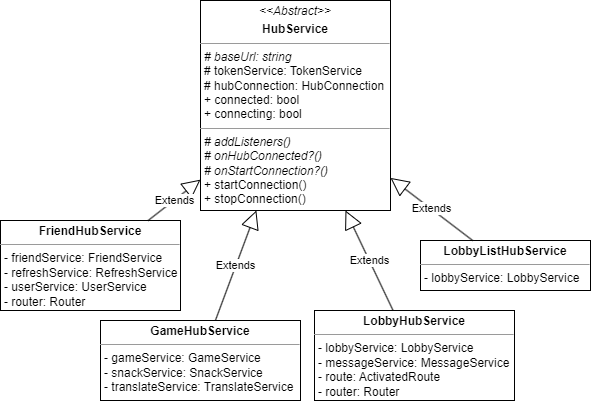 <<Abstract>>
HubService
# baseUrl: string
# tokenService: TokenService
# hubConnection: HubConnection
+ connected: bool
+ connecting: bool
# addListeners()
# onHubConnected?()
# onStartConnection?()
+ startConnection()
+ stopConnection()
Extends
Extends
Extends
Extends
FriendHubService
- friendService: FriendService
- refreshService: RefreshService
- userService: UserService
- router: Router
LobbyListHubService
- lobbyService: LobbyService
GameHubService
- gameService: GameService
- snackService: SnackService
- translateService: TranslateService
LobbyHubService
- lobbyService: LobbyService
- messageService: MessageService
- route: ActivatedRoute
- router: Router